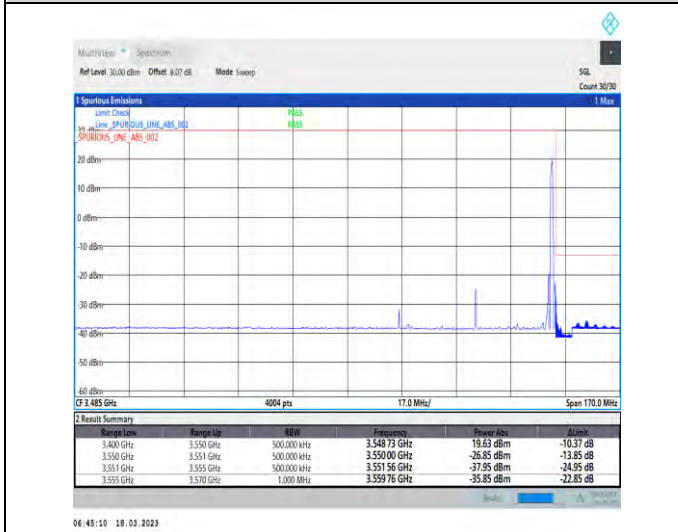 MultiView Spectrum
Ref Level 30.00 dBm Offset 8.07 dB Mode Sweep SGL
Count 30/30
1 Spurious Emissions 1 Max
Limit Check PASS
Line _SPURIOUS_LINE_ABS_002 PASS
30 dBm
_SPURIOUS_LINE_ABS_002
20 dBm
10 dBm
0 dBm
-10 dBm
-20 dBm
-30 dBm
-40 dBm
-50 dBm
-60 dBm
CF 3.485 GHz 4004 pts 17.0 MHz/ Span 170.0 MHz
2 Result Summary
Range Low Range Up RBW Frequency Power Abs ΔLimit
3.400 GHz 3.550 GHz 500.000 kHz 3.548 73 GHz 19.63 dBm -10.37 dB
3.550 GHz 3.551 GHz 500.000 kHz 3.550 00 GHz -26.85 dBm -13.85 dB
3.551 GHz 3.555 GHz 500.000 kHz 3.551 56 GHz -37.95 dBm -24.95 dB
3.555 GHz 3.570 GHz 1.000 MHz 3.559 76 GHz -35.85 dBm -22.85 dB
06:45:10 18.03.2023